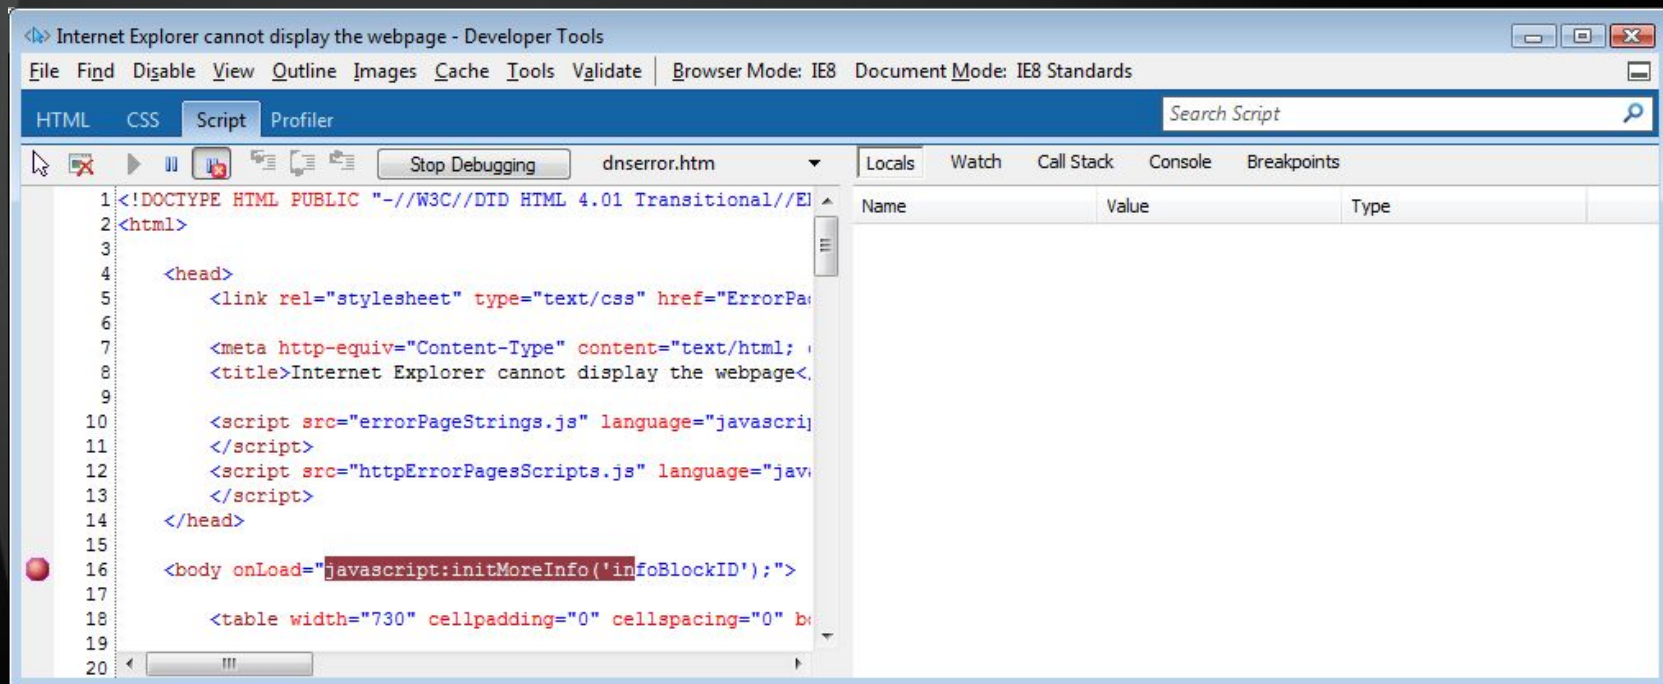 Internet Explorer cannot display the webpage - Developer Tools
File Find Disable View Outline Images Cache Tools Validate Browser Mode: IE8 Document Mode: IE8 Standards
HTML CSS Script Profiler Search Script
Stop Debugging dnserror.htm Locals Watch Call Stack Console Breakpoints
Name Value Type
1 <!DOCTYPE HTML PUBLIC "-//W3C//DTD HTML 4.01 Transitional//E
2 <html>
3
4 <head>
5 <link rel="stylesheet" type="text/css" href="ErrorPa
6
7 <meta http-equiv="Content-Type" content="text/html;
8 <title>Internet Explorer cannot display the webpage<
9
10 <script src="errorPageStrings.js" language="javascri
11 </script>
12 <script src="httpErrorPagesScripts.js" language="jav
13 </script>
14 </head>
15
16 <body onLoad="javascript:initMoreInfo('infoBlockID');">
17
18 <table width="730" cellpadding="0" cellspacing="0" b
19
20